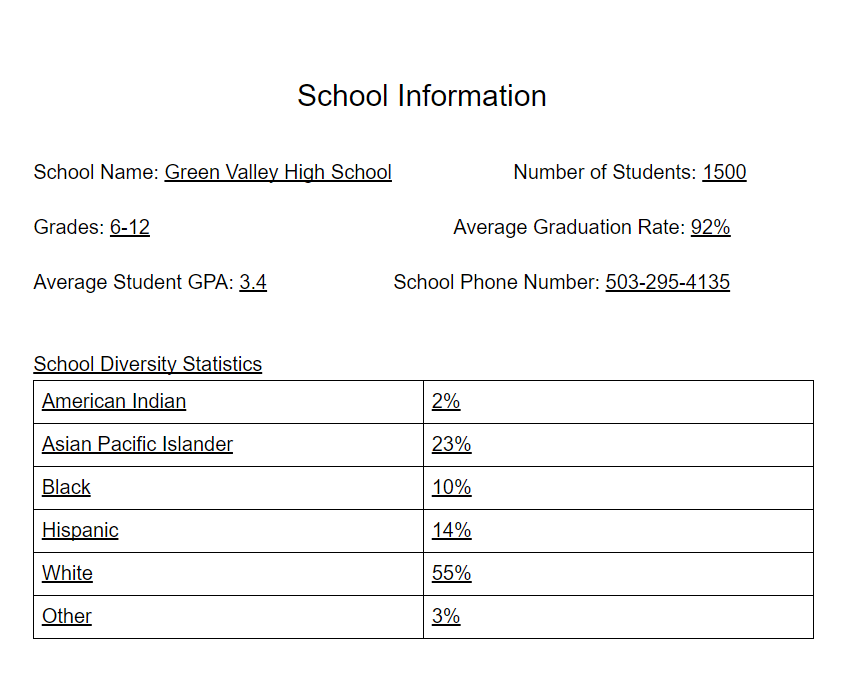 School Information
School Name: Green Valley High School Number of Students: 1500
Grades: 6-12 Average Graduation Rate: 92%
Average Student GPA: 3.4 School Phone Number: 503-295-4135
School Diversity Statistics
American Indian 2%
Asian Pacific Islander 23%
Black 10%
Hispanic 14%
White 55%
Other 3%